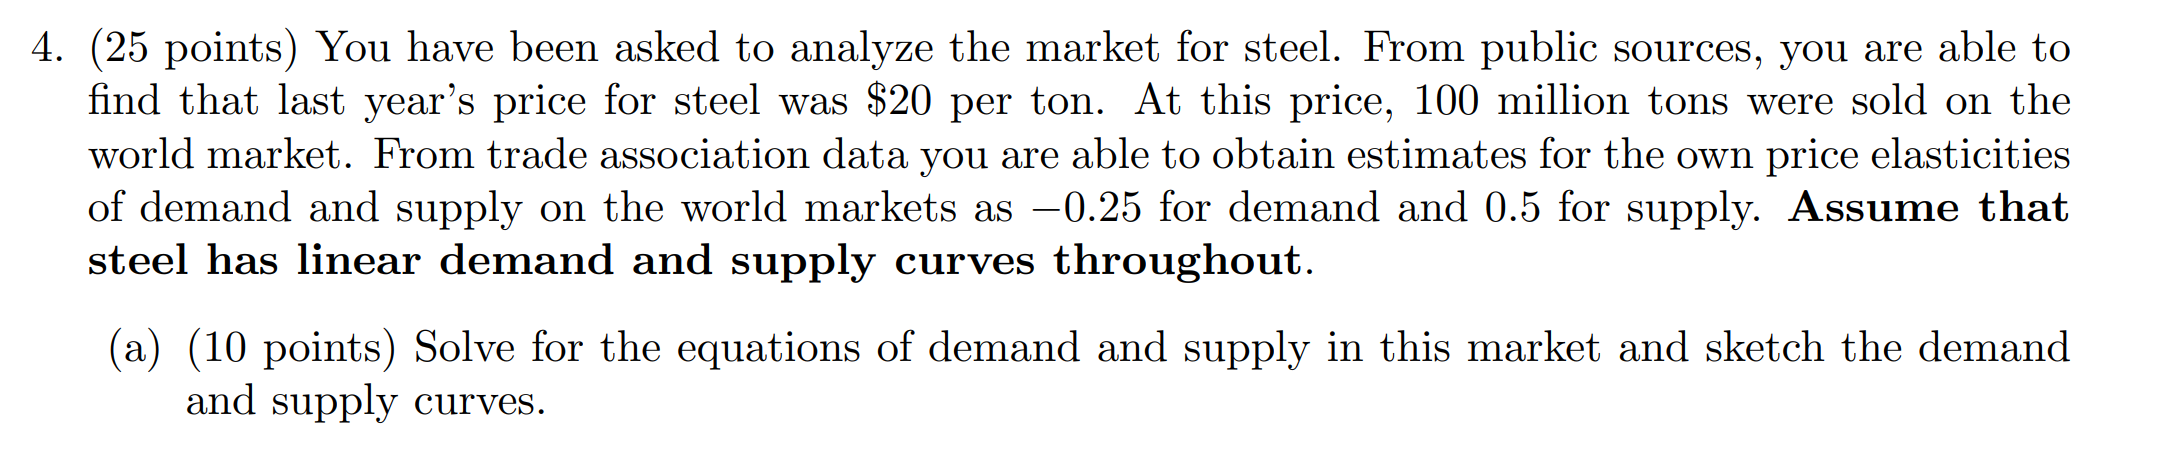 4. (25 points) You have been asked to analyze the market for steel. From public sources, you are able to
find that last year's price for steel was $20 per ton. At this price, 100 million tons were sold on the
world market. From trade association data you are able to obtain estimates for the own price elasticities
of demand and supply on the world markets as −0.25 for demand and 0.5 for supply. Assume that
steel has linear demand and supply curves throughout.
(a) (10 points) Solve for the equations of demand and supply in this market and sketch the demand
and supply curves.